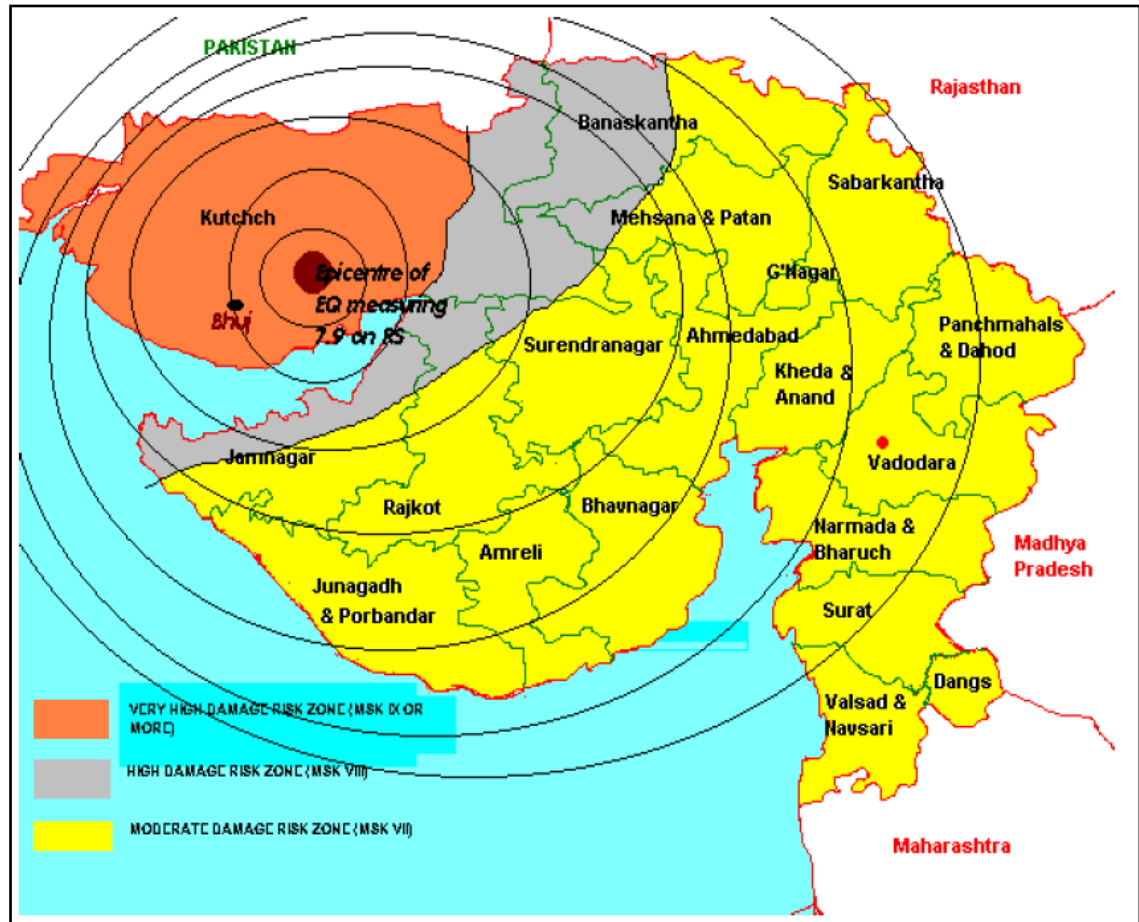 PAKISTAN
Rajasthan
Banaskantha
Sabarkantha
Kutchch
Mehsana & Patan
Epicentre of
EQ measuring
7.9 on RS
G'Nagar
Bhuj
Panchmahals
& Dahod
Surendranagar
Ahmedabad
Kheda &
Anand
Jamnagar
Vadodara
Rajkot
Bhavnagar
Narmada &
Bharuch
Amreli
Madhya
Pradesh
Junagadh
& Porbandar
Surat
Dangs
Valsad &
Navsari
VERY HIGH DAMAGE RISK ZONE (MSK IX OR
MORE)
HIGH DAMAGE RISK ZONE (MSK VIII)
MODERATE DAMAGE RISK ZONE (MSK VII)
Maharashtra